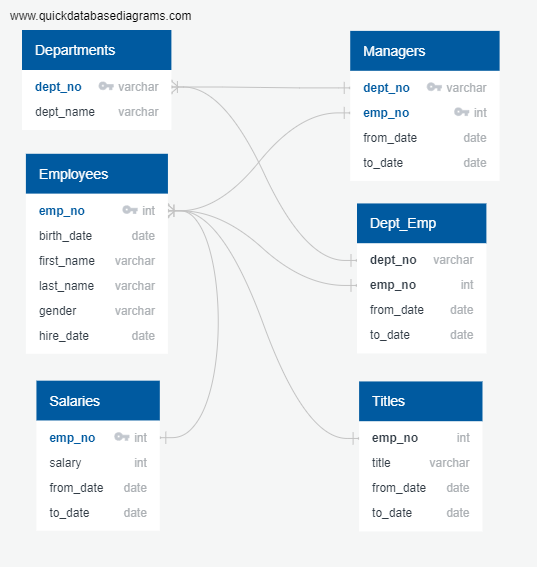 www.quickdatabasediagrams.com
Departments
dept_no varchar
dept_name varchar
Employees
emp_no int
birth_date date
first_name varchar
last_name varchar
gender varchar
hire_date date
Salaries
emp_no int
salary int
from_date date
to_date date
Managers
dept_no varchar
emp_no int
from_date date
to_date date
Dept_Emp
dept_no varchar
emp_no int
from_date date
to_date date
Titles
emp_no int
title varchar
from_date date
to_date date